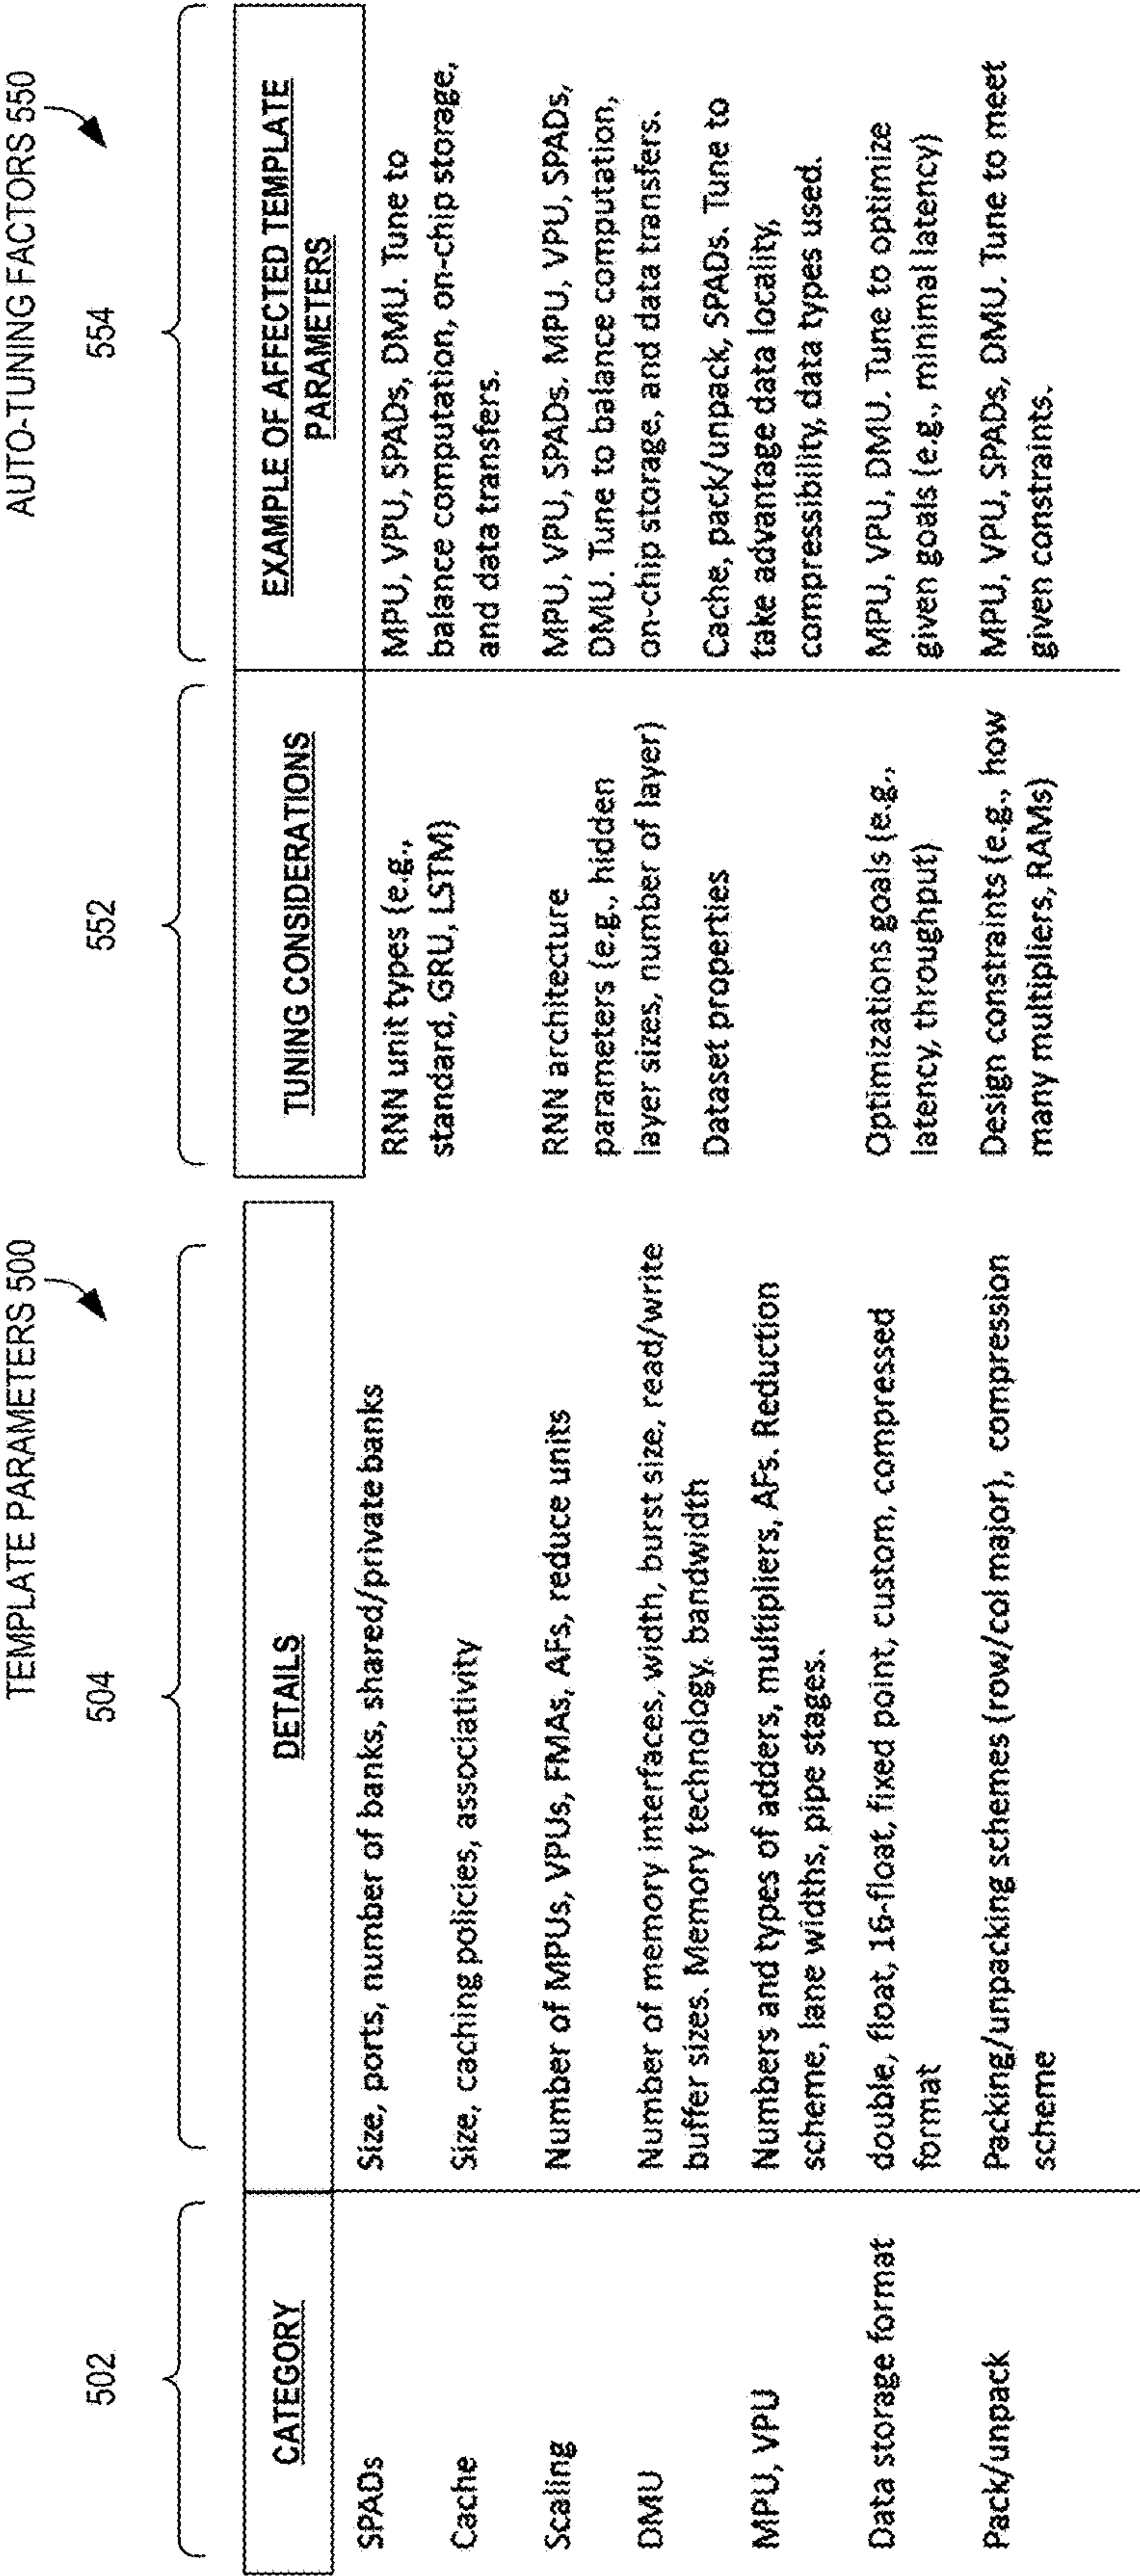 TEMPLATE PARAMETERS 500
502
504
CATEGORY
DETAILS
SPADs
Size, ports, number of banks, shared/private banks
Cache
Size, caching policies, associativity
Scaling
Number of MPUs, VPUs, FMAs, AFs, reduce units
DMU
Number of memory interfaces, width, burst size, read/write
buffer sizes. Memory technology, bandwidth
MPU, VPU
Numbers and types of adders, multipliers, AFs. Reduction
scheme, lane widths, pipe stages.
Data storage format
double, float, 16-float, fixed point, custom, compressed
format
Pack/unpack
Packing/unpacking schemes (row/col major), compression
scheme
AUTO-TUNING FACTORS 550
552
554
TUNING CONSIDERATIONS
EXAMPLE OF AFFECTED TEMPLATE
PARAMETERS
RNN unit types (e.g.,
standard, GRU, LSTM)
MPU, VPU, SPADs, DMU. Tune to
balance computation, on-chip storage,
and data transfers.
RNN architecture
parameters (e.g., hidden
layer sizes, number of layer)
MPU, VPU, SPADs. MPU, VPU, SPADs,
DMU. Tune to balance computation,
on-chip storage, and data transfers.
Dataset properties
Cache, pack/unpack, SPADs. Tune to
take advantage data locality,
compressibility, data types used.
Optimizations goals (e.g.,
latency, throughput)
MPU, VPU, DMU. Tune to optimize
given goals (e.g., minimal latency)
Design constraints (e.g., how
many multipliers, RAMs)
MPU, VPU, SPADs, DMU. Tune to meet
given constraints.